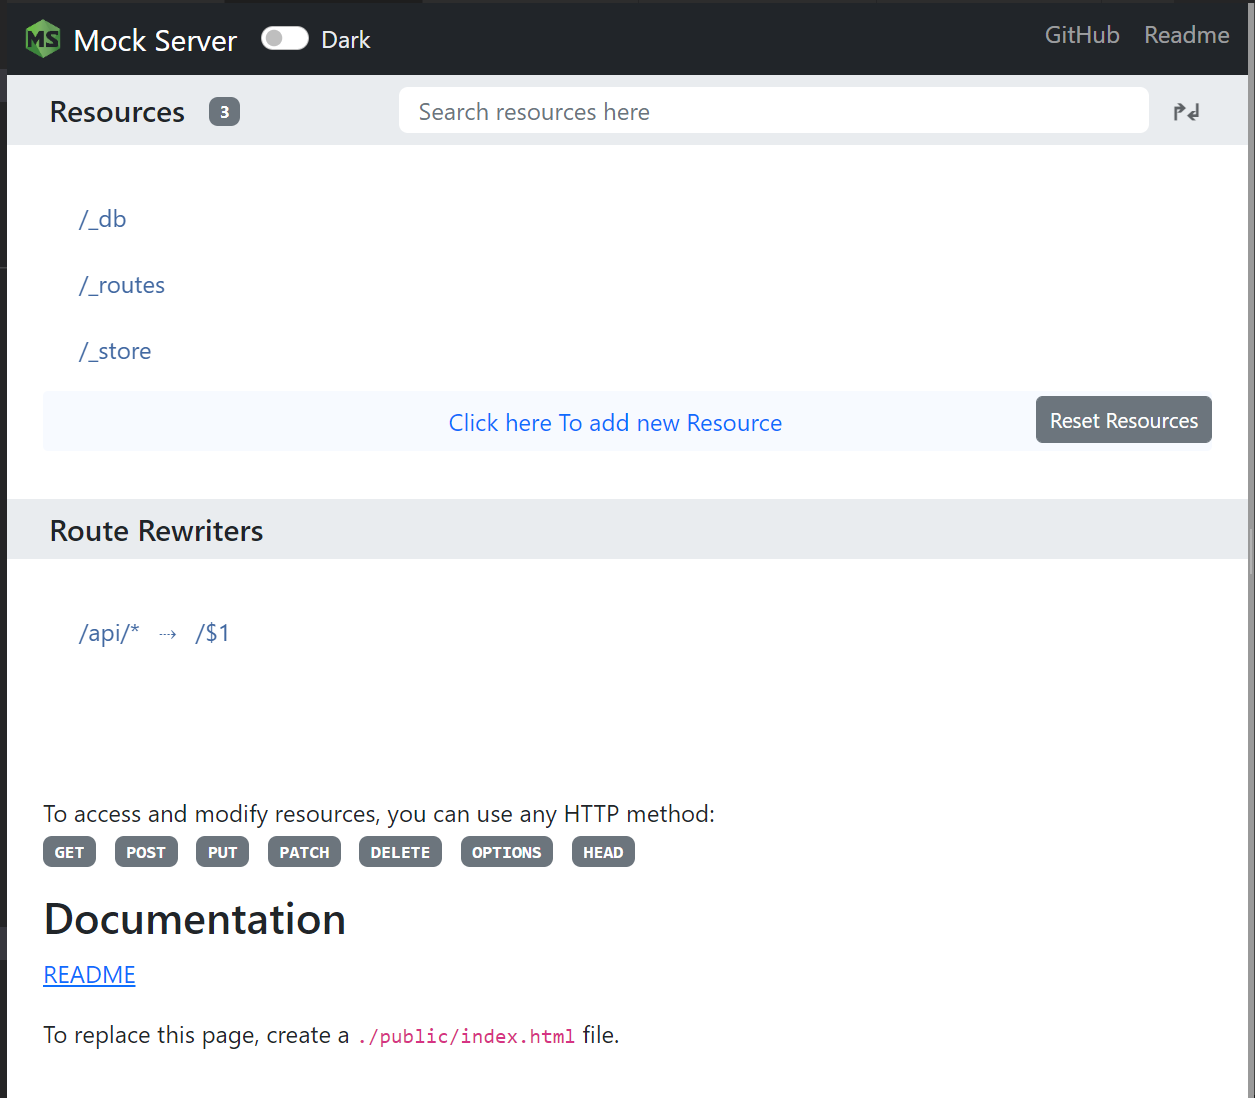 MS Mock Server Dark GitHub Readme
Resources 3 Search resources here
/_db
/_routes
/_store
Click here To add new Resource Reset Resources
Route Rewriters
/api/* ⇢ /$1
To access and modify resources, you can use any HTTP method:
GET POST PUT PATCH DELETE OPTIONS HEAD
Documentation
README
To replace this page, create a ./public/index.html file.